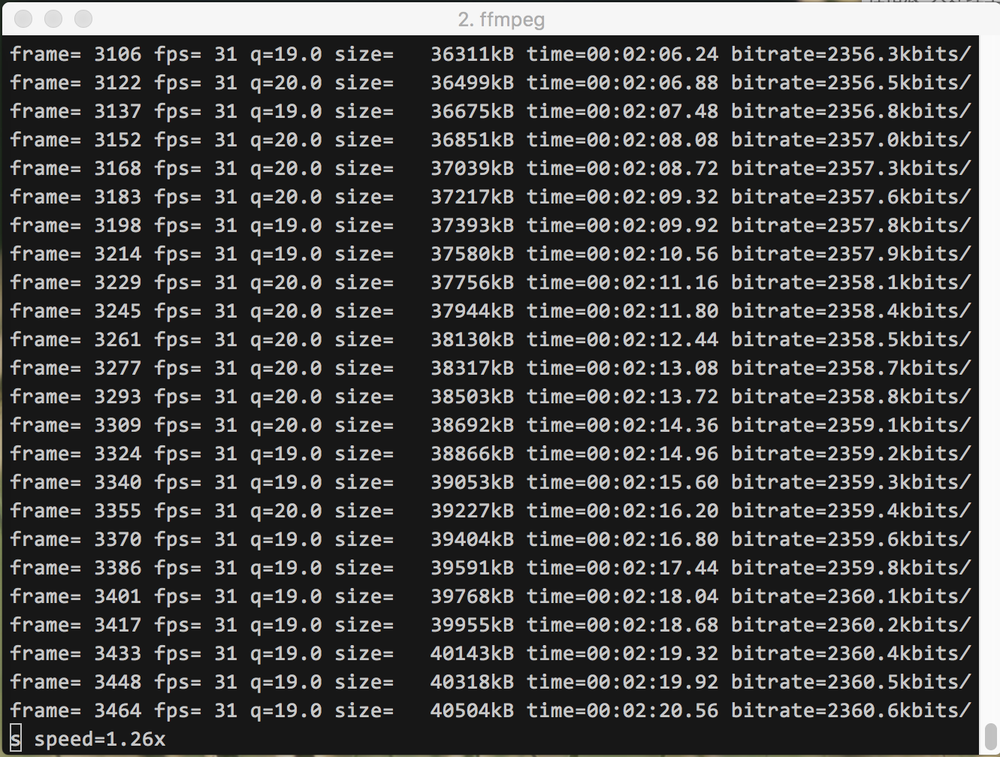 2. ffmpeg
frame= 3106 fps= 31 q=19.0 size=   36311kB time=00:02:06.24 bitrate=2356.3kbits/
frame= 3122 fps= 31 q=20.0 size=   36499kB time=00:02:06.88 bitrate=2356.5kbits/
frame= 3137 fps= 31 q=19.0 size=   36675kB time=00:02:07.48 bitrate=2356.8kbits/
frame= 3152 fps= 31 q=20.0 size=   36851kB time=00:02:08.08 bitrate=2357.0kbits/
frame= 3168 fps= 31 q=20.0 size=   37039kB time=00:02:08.72 bitrate=2357.3kbits/
frame= 3183 fps= 31 q=20.0 size=   37217kB time=00:02:09.32 bitrate=2357.6kbits/
frame= 3198 fps= 31 q=19.0 size=   37393kB time=00:02:09.92 bitrate=2357.8kbits/
frame= 3214 fps= 31 q=19.0 size=   37580kB time=00:02:10.56 bitrate=2357.9kbits/
frame= 3229 fps= 31 q=20.0 size=   37756kB time=00:02:11.16 bitrate=2358.1kbits/
frame= 3245 fps= 31 q=20.0 size=   37944kB time=00:02:11.80 bitrate=2358.4kbits/
frame= 3261 fps= 31 q=20.0 size=   38130kB time=00:02:12.44 bitrate=2358.5kbits/
frame= 3277 fps= 31 q=20.0 size=   38317kB time=00:02:13.08 bitrate=2358.7kbits/
frame= 3293 fps= 31 q=20.0 size=   38503kB time=00:02:13.72 bitrate=2358.8kbits/
frame= 3309 fps= 31 q=20.0 size=   38692kB time=00:02:14.36 bitrate=2359.1kbits/
frame= 3324 fps= 31 q=19.0 size=   38866kB time=00:02:14.96 bitrate=2359.2kbits/
frame= 3340 fps= 31 q=19.0 size=   39053kB time=00:02:15.60 bitrate=2359.3kbits/
frame= 3355 fps= 31 q=20.0 size=   39227kB time=00:02:16.20 bitrate=2359.4kbits/
frame= 3370 fps= 31 q=19.0 size=   39404kB time=00:02:16.80 bitrate=2359.6kbits/
frame= 3386 fps= 31 q=19.0 size=   39591kB time=00:02:17.44 bitrate=2359.8kbits/
frame= 3401 fps= 31 q=19.0 size=   39768kB time=00:02:18.04 bitrate=2360.1kbits/
frame= 3417 fps= 31 q=19.0 size=   39955kB time=00:02:18.68 bitrate=2360.2kbits/
frame= 3433 fps= 31 q=19.0 size=   40143kB time=00:02:19.32 bitrate=2360.4kbits/
frame= 3448 fps= 31 q=19.0 size=   40318kB time=00:02:19.92 bitrate=2360.5kbits/
frame= 3464 fps= 31 q=19.0 size=   40504kB time=00:02:20.56 bitrate=2360.6kbits/
s speed=1.26x